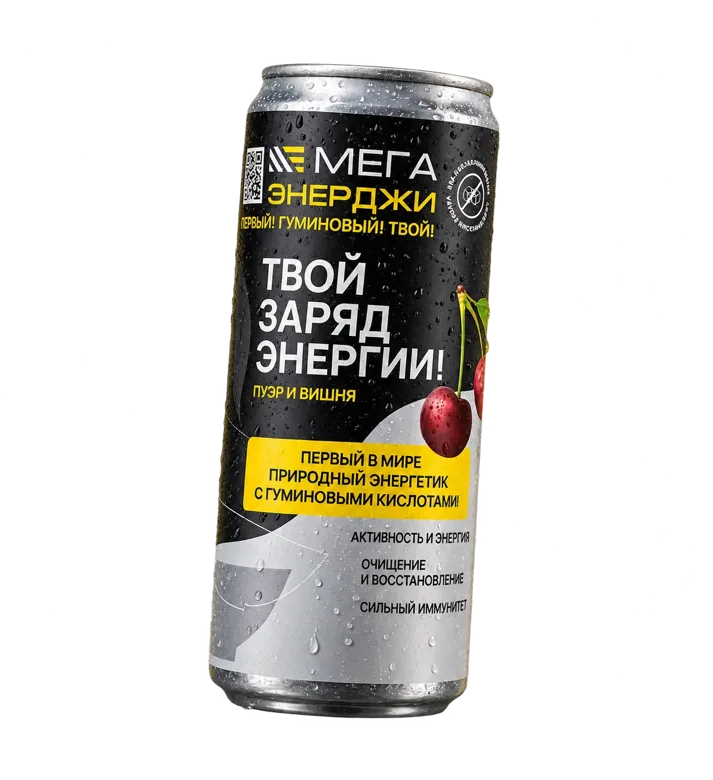 МЕГА
ЭНЕРДЖИ
ПЕРВЫЙ! ГУМИНОВЫЙ! ТВОЙ!
ТВОЙ
ЗАРЯД
ЭНЕРГИИ!
ПУЭР И ВИШНЯ
ПЕРВЫЙ В МИРЕ
ПРИРОДНЫЙ ЭНЕРГЕТИК
С ГУМИНОВЫМИ КИСЛОТАМИ!
АКТИВНОСТЬ И ЭНЕРГИЯ
ОЧИЩЕНИЕ
И ВОССТАНОВЛЕНИЕ
СИЛЬНЫЙ ИММУНИТЕТ